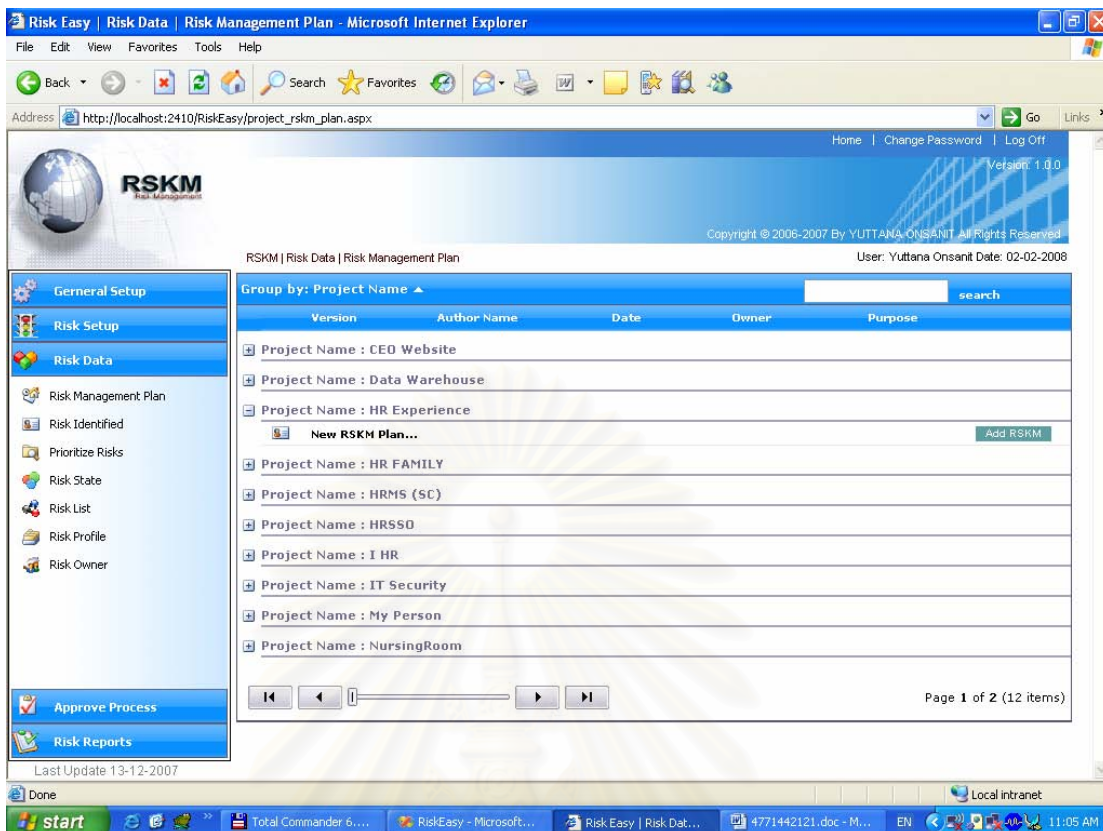 Risk Easy | Risk Data | Risk Management Plan - Microsoft Internet Explorer
File Edit View Favorites Tools Help
Back Search Favorites
Address http://localhost:2410/RiskEasy/project_rskm_plan.aspx Go Links
Home | Change Password | Log Off
Version: 1.0.0
RSKM
Risk Management
Copyright © 2006-2007 By YUTTANA ONSANIT All Rights Reserved
RSKM | Risk Data | Risk Management Plan User: Yuttana Onsanit Date: 02-02-2008
Gerneral Setup
Risk Setup
Risk Data
Risk Management Plan
Risk Identified
Prioritize Risks
Risk State
Risk List
Risk Profile
Risk Owner
Approve Process
Risk Reports
Last Update 13-12-2007
Group by: Project Name search
Version Author Name Date Owner Purpose
Project Name : CEO Website
Project Name : Data Warehouse
Project Name : HR Experience
New RSKM Plan... Add RSKM
Project Name : HR FAMILY
Project Name : HRMS (SC)
Project Name : HRSSO
Project Name : I HR
Project Name : IT Security
Project Name : My Person
Project Name : NursingRoom
Page 1 of 2 (12 items)
Done Local intranet
start Total Commander 6.... RiskEasy - Microsoft... Risk Easy | Risk Dat... 4771442121.doc - M... EN 11:05 AM